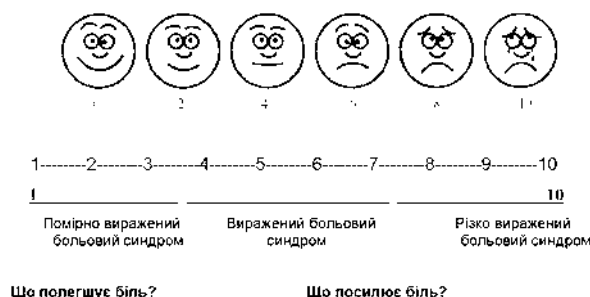 2 4
1--------2--------3--------4--------5--------6--------7--------8--------9--------10
1 10
Помірно виражений больовий синдром
Виражений больовий синдром
Різко виражений больовий синдром
Що полегшує біль? Що посилює біль?